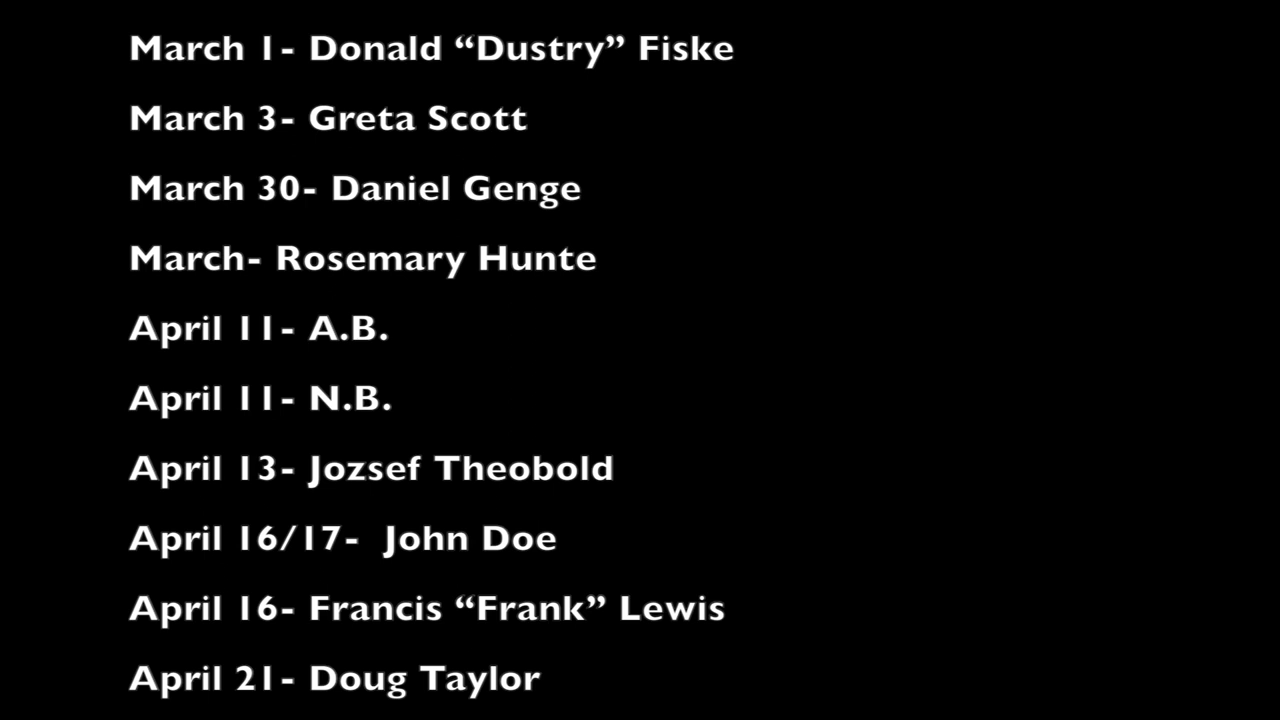 March 1- Donald “Dustry” Fiske
March 3- Greta Scott
March 30- Daniel Genge
March- Rosemary Hunte
April 11- A.B.
April 11- N.B.
April 13- Jozsef Theobold
April 16/17-  John Doe
April 16- Francis “Frank” Lewis
April 21- Doug Taylor